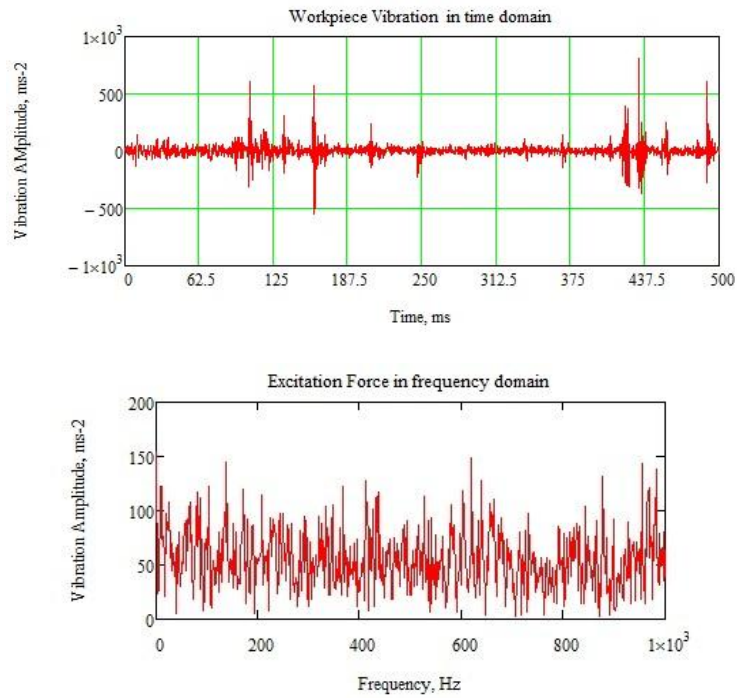 Workpiece Vibration in time domain
1×10³
500
0
−500
−1×10³
Vibration AMplitude, ms-2
0 62.5 125 187.5 250 312.5 375 437.5 500
Time, ms
Excitation Force in frequency domain
200
150
100
50
0
Vibration Amplitude, ms-2
0 200 400 600 800 1×10³
Frequency, Hz